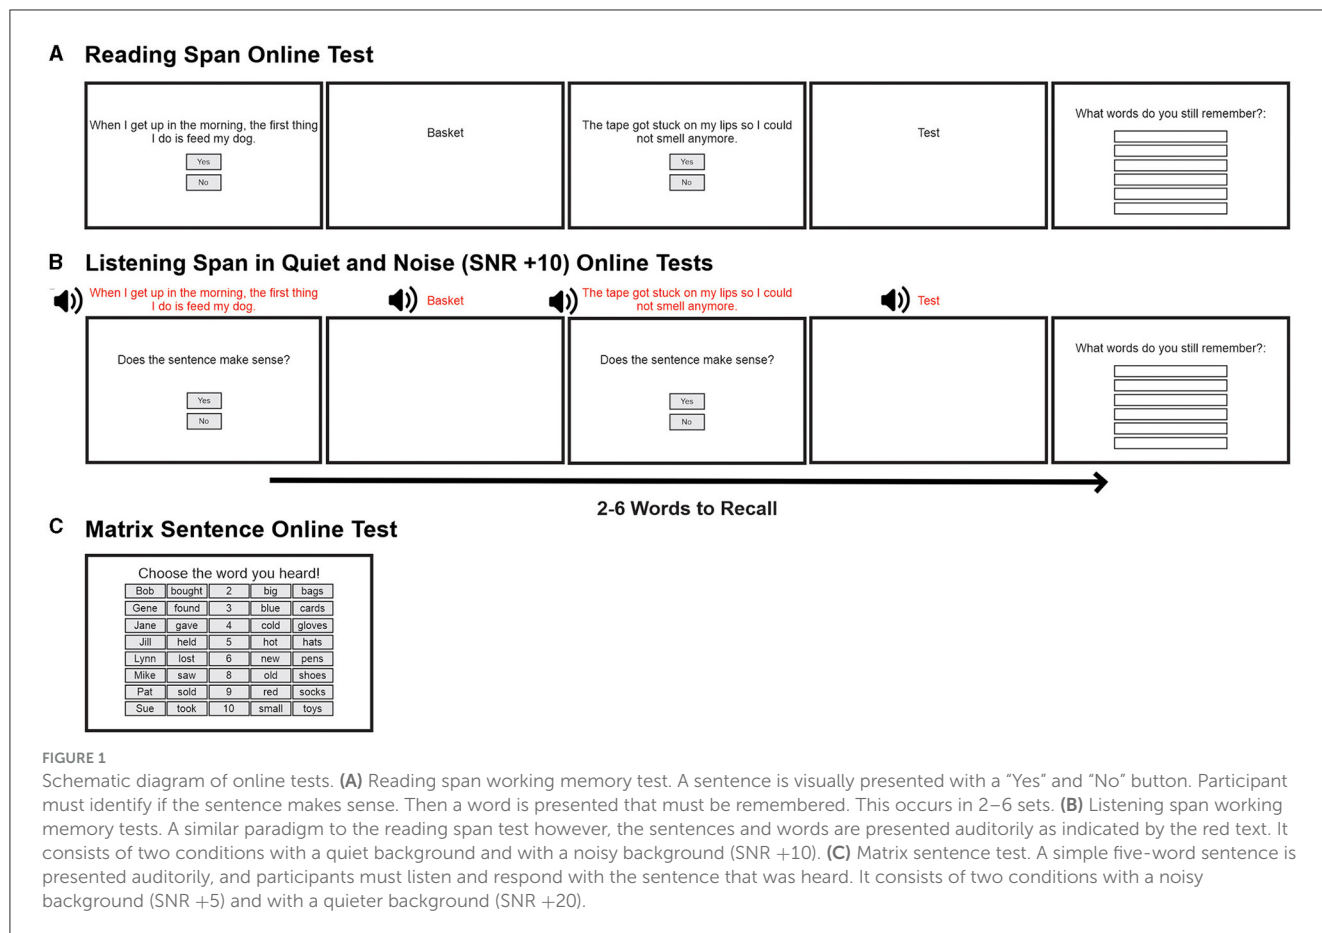 A Reading Span Online Test
When I get up in the morning, the first thing
I do is feed my dog.
Yes
No
Basket
The tape got stuck on my lips so I could
not smell anymore.
Yes
No
Test
What words do you still remember?:
B Listening Span in Quiet and Noise (SNR +10) Online Tests
When I get up in the morning, the first thing
I do is feed my dog.
Basket
The tape got stuck on my lips so I could
not smell anymore.
Test
Does the sentence make sense?
Yes
No
Does the sentence make sense?
Yes
No
What words do you still remember?:
2-6 Words to Recall
C Matrix Sentence Online Test
Choose the word you heard!
Bob bought 2 big bags
Gene found 3 blue cards
Jane gave 4 cold gloves
Jill held 5 hot hats
Lynn lost 6 new pens
Mike saw 8 old shoes
Pat sold 9 red socks
Sue took 10 small toys
FIGURE 1
Schematic diagram of online tests. (A) Reading span working memory test. A sentence is visually presented with a "Yes" and "No" button. Participant
must identify if the sentence makes sense. Then a word is presented that must be remembered. This occurs in 2–6 sets. (B) Listening span working
memory tests. A similar paradigm to the reading span test however, the sentences and words are presented auditorily as indicated by the red text. It
consists of two conditions with a quiet background and with a noisy background (SNR +10). (C) Matrix sentence test. A simple five-word sentence is
presented auditorily, and participants must listen and respond with the sentence that was heard. It consists of two conditions with a noisy
background (SNR +5) and with a quieter background (SNR +20).